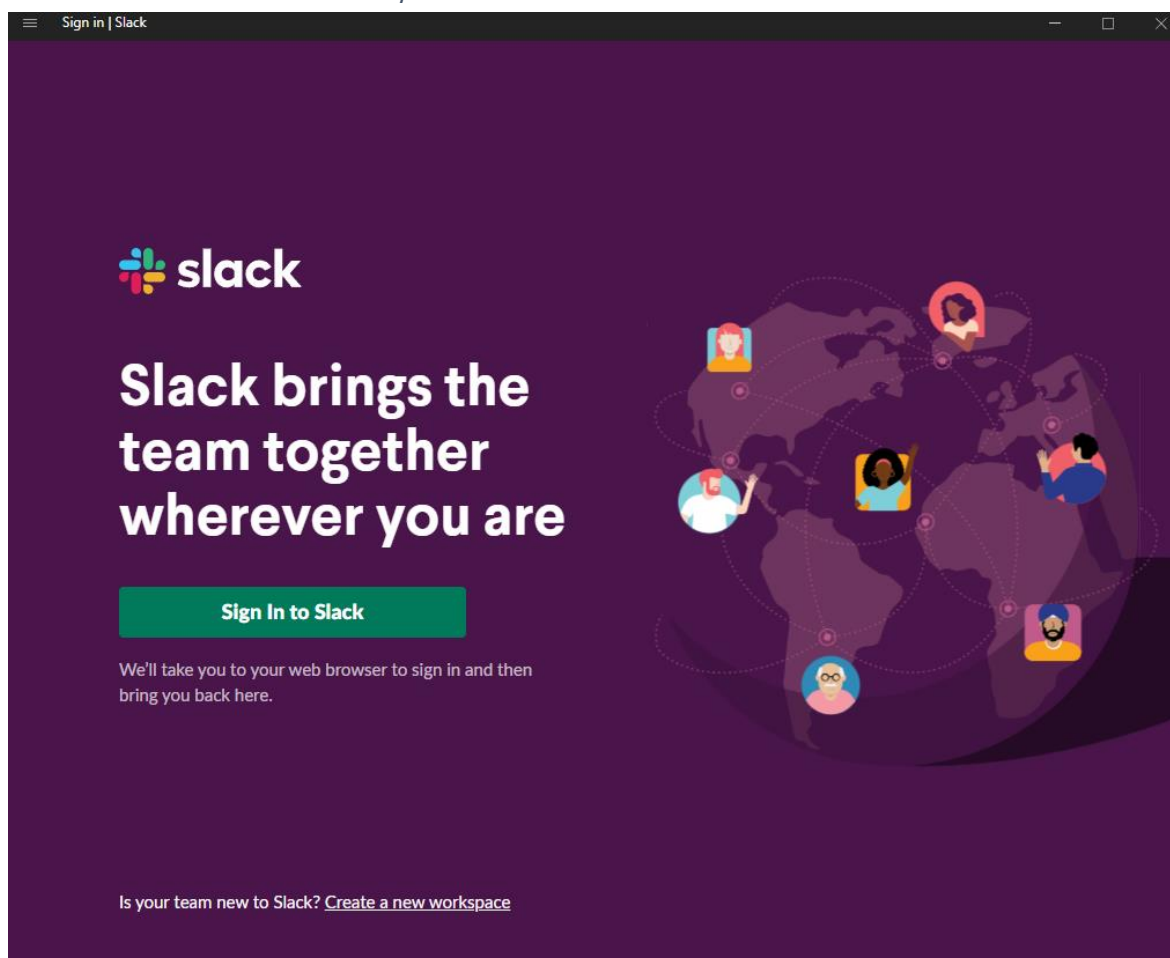 Sign in | Slack
slack
Slack brings the
team together
wherever you are
Sign In to Slack
We'll take you to your web browser to sign in and then
bring you back here.
Is your team new to Slack? Create a new workspace